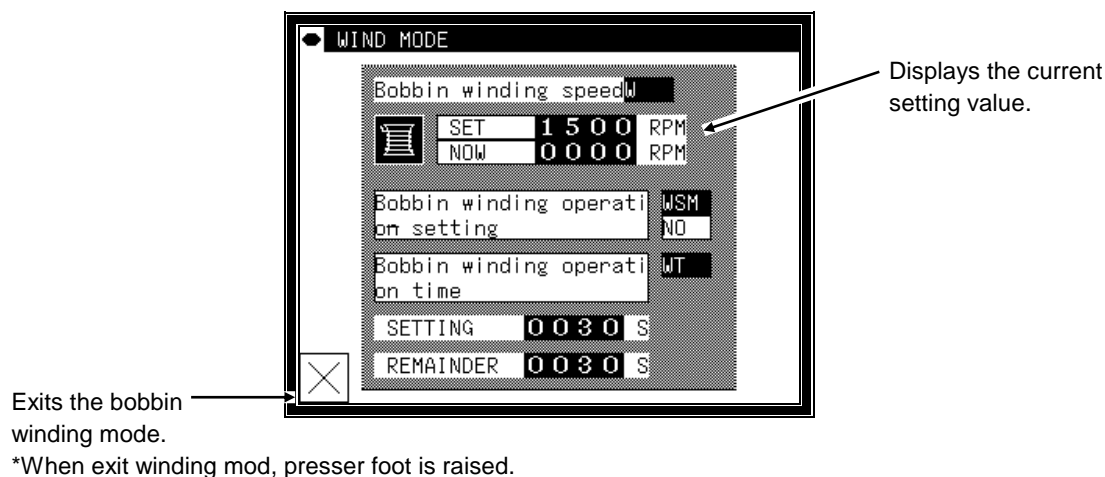 WIND MODE
Bobbin winding speed W
SET 1500 RPM
NOW 0000 RPM
Bobbin winding operati
on setting
WSM
NO
Bobbin winding operati
on time
WT
SETTING 0030 S
REMAINDER 0030 S
Displays the current
setting value.
Exits the bobbin
winding mode.
*When exit winding mod, presser foot is raised.